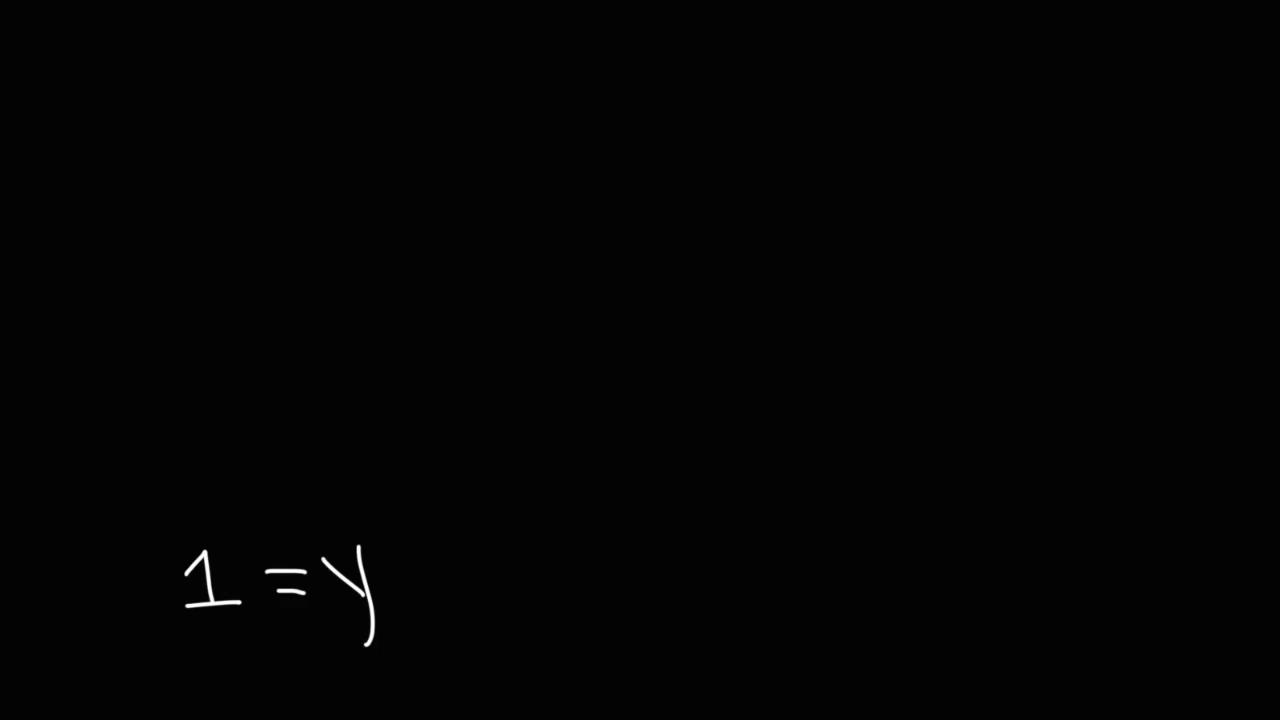 1 = y